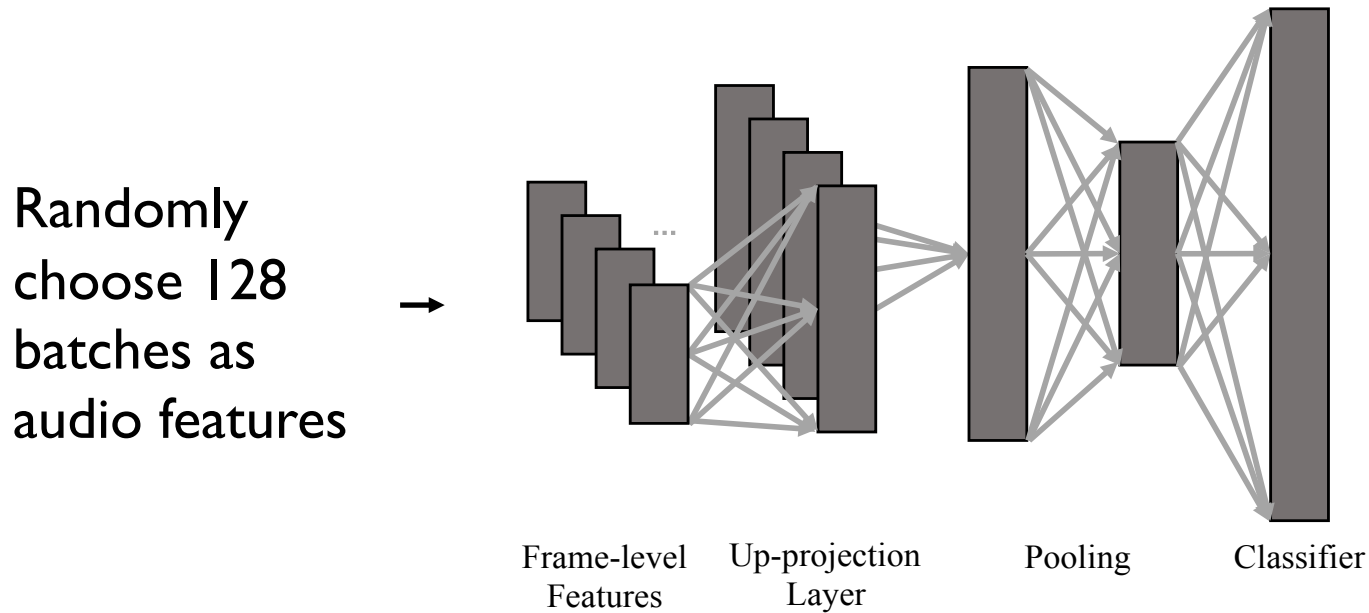 Randomly
choose 128
batches as
audio features
...
Frame-level
Features
Up-projection
Layer
Pooling
Classifier